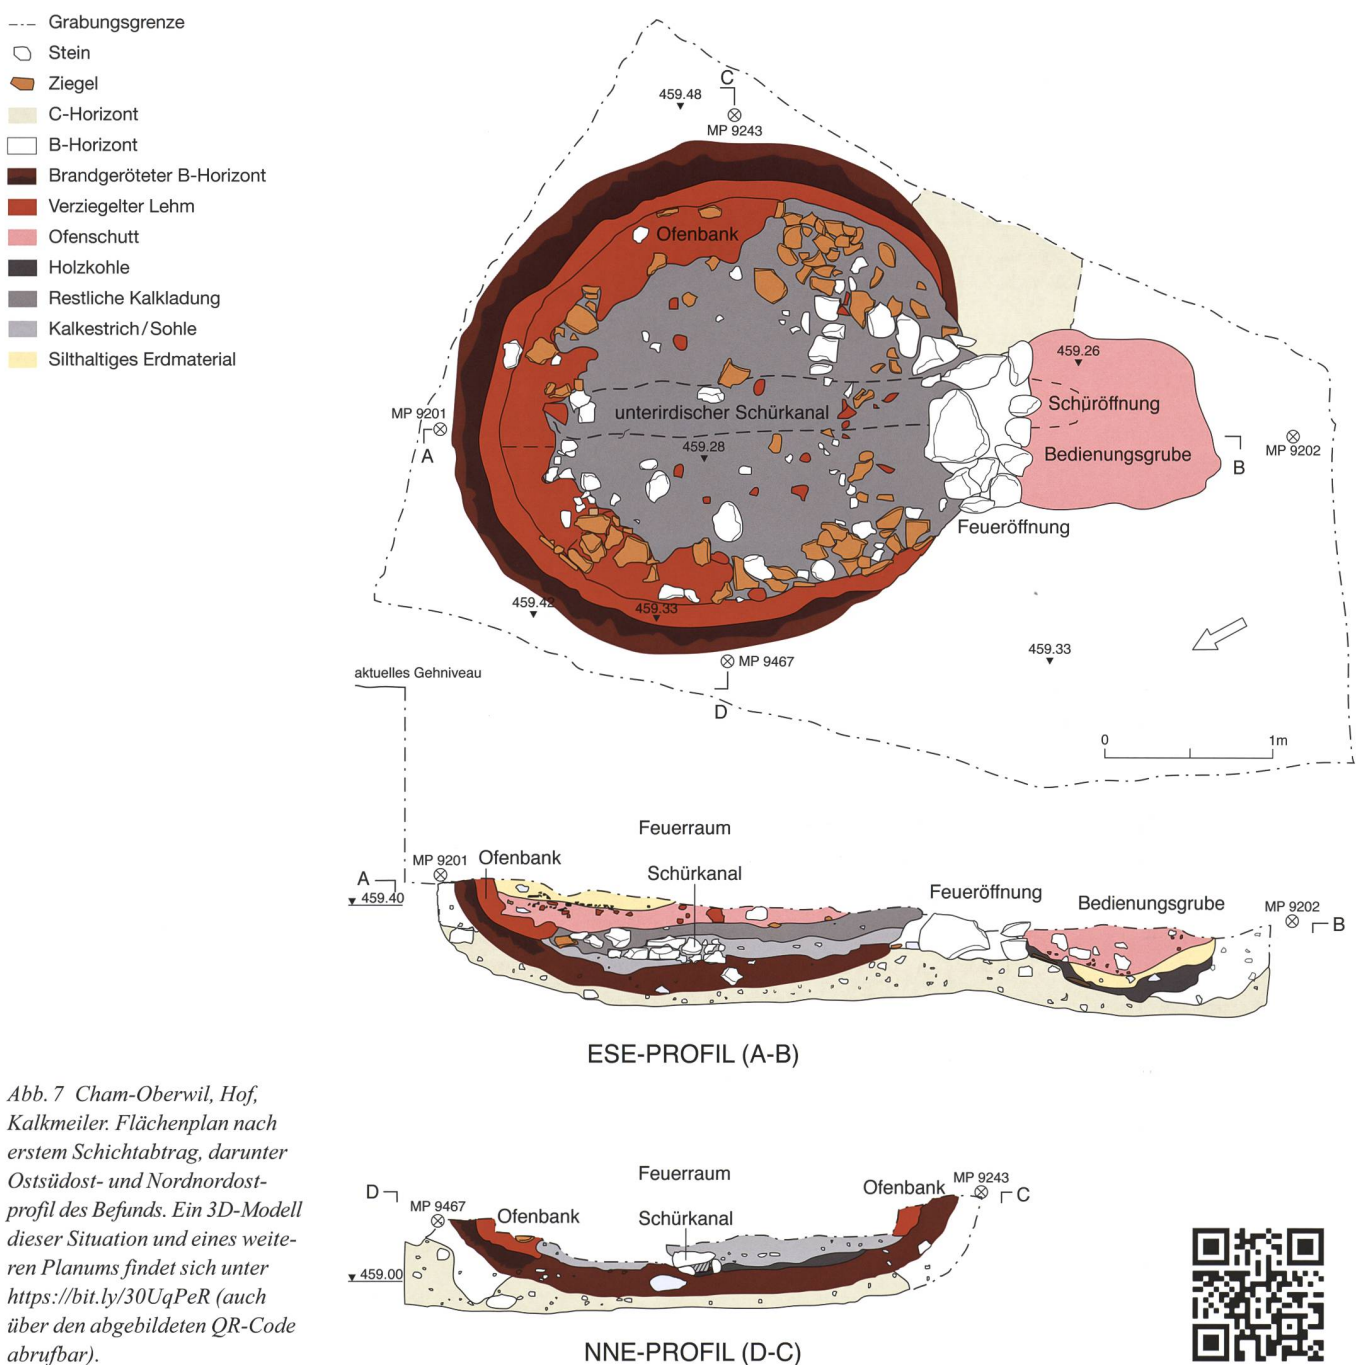 Grabungsgrenze
Stein
Ziegel
C-Horizont
B-Horizont
Brandgeröteter B-Horizont
Verziegelter Lehm
Ofenschutt
Holzkohle
Restliche Kalkladung
Kalkestrich/Sohle
Silthaltiges Erdmaterial
C
459.48
MP 9243
Ofenbank
459.26
MP 9201
A
unterirdischer Schürkanal
Schüröffnung
459.28
Bedienungsgrube
B
MP 9202
Feueröffnung
459.42
459.33
459.33
MP 9467
D
aktuelles Gehniveau
0
1m
Feuerraum
MP 9201
Ofenbank
A
459.40
Schürkanal
Feueröffnung
Bedienungsgrube
MP 9202
B
ESE-PROFIL (A-B)
Abb. 7 Cham-Oberwil, Hof,
Kalkmeiler. Flächenplan nach
erstem Schichtabtrag, darunter
Ostsüdost- und Nordnordost-
profil des Befunds. Ein 3D-Modell
dieser Situation und eines weite-
ren Planums findet sich unter
https://bit.ly/30UqPeR (auch
über den abgebildeten QR-Code
abrufbar).
Feuerraum
D
MP 9467
Ofenbank
Schürkanal
Ofenbank
MP 9243
C
459.00
NNE-PROFIL (D-C)